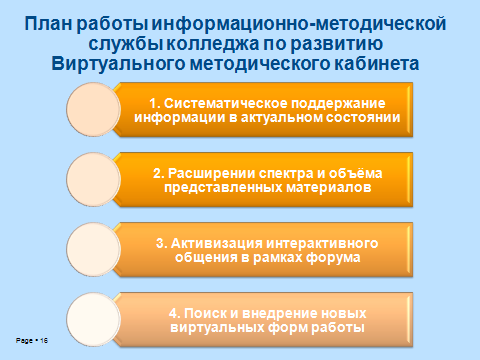 План работы информационно-методической
службы колледжа по развитию
Виртуального методического кабинета
1. Систематическое поддержание
информации в актуальном состоянии
2. Расширении спектра и объёма
представленных материалов
3. Активизация интерактивного
общения в рамках форума
4. Поиск и внедрение новых
виртуальных форм работы
Page ▪ 16